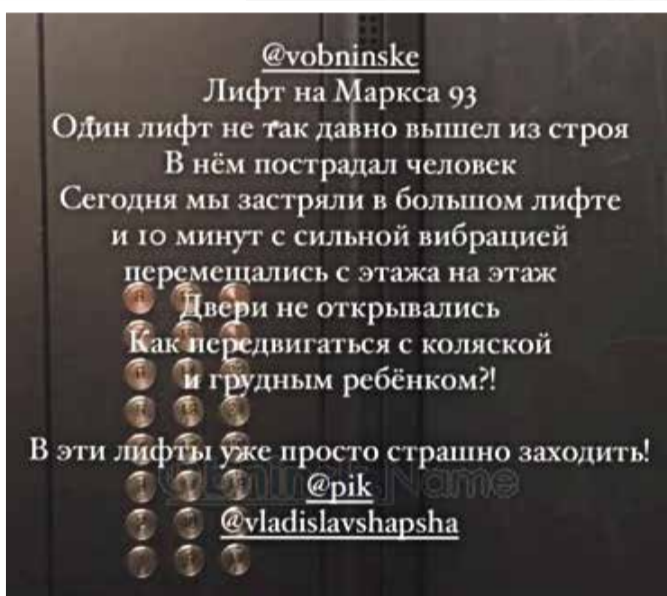 @vobninske
Лифт на Маркса 93
Один лифт не так давно вышел из строя
В нём пострадал человек
Сегодня мы застряли в большом лифте
и 10 минут с сильной вибрацией
перемещались с этажа на этаж
Двери не открывались
Как передвигаться с коляской
и грудным ребёнком?!
В эти лифты уже просто страшно заходить!
@pik
@vladislavshapsha